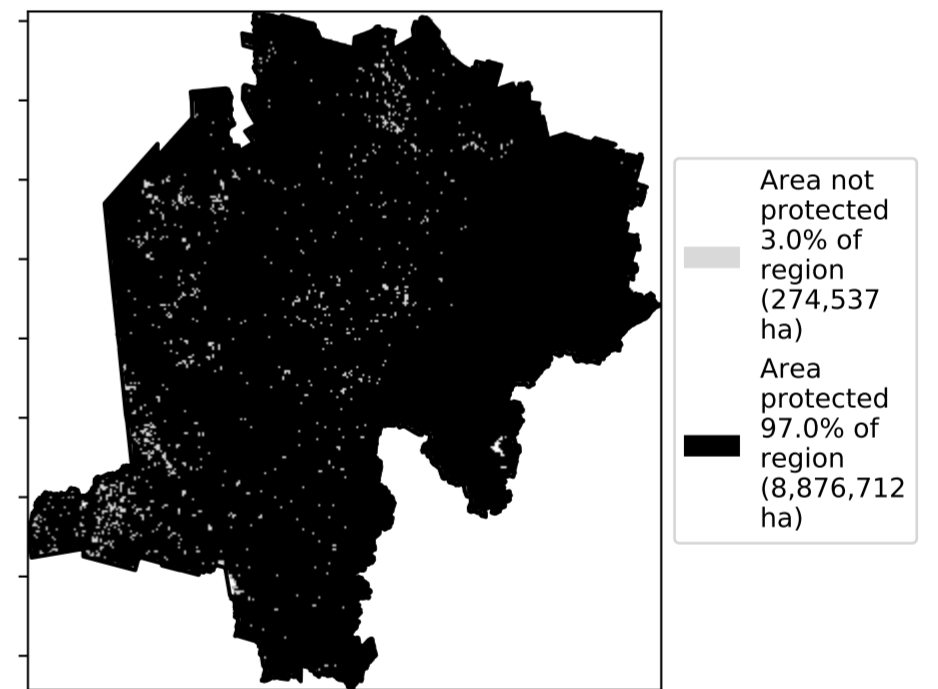 Area not
protected
3.0% of
region
(274,537
ha)
Area
protected
97.0% of
region
(8,876,712
ha)